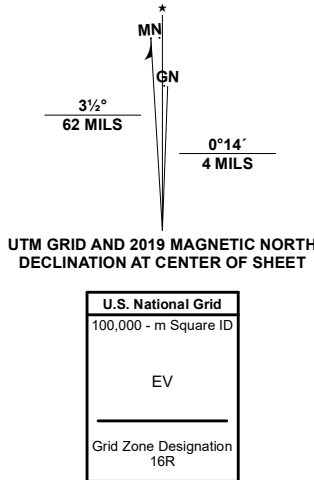 MN
GN
3½°
62 MILS
0°14´
4 MILS
UTM GRID AND 2019 MAGNETIC NORTH
DECLINATION AT CENTER OF SHEET
U.S. National Grid
100,000 - m Square ID
EV
Grid Zone Designation
16R